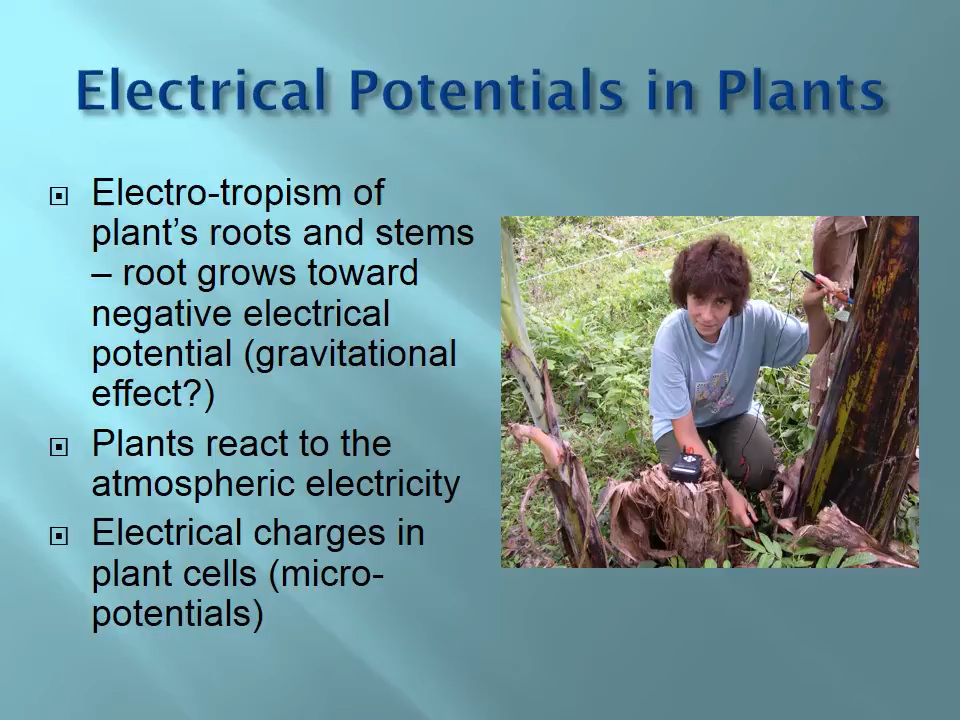 Electrical Potentials in Plants
Electro-tropism of
plant’s roots and stems
– root grows toward
negative electrical
potential (gravitational
effect?)
Plants react to the
atmospheric electricity
Electrical charges in
plant cells (micro-
potentials)